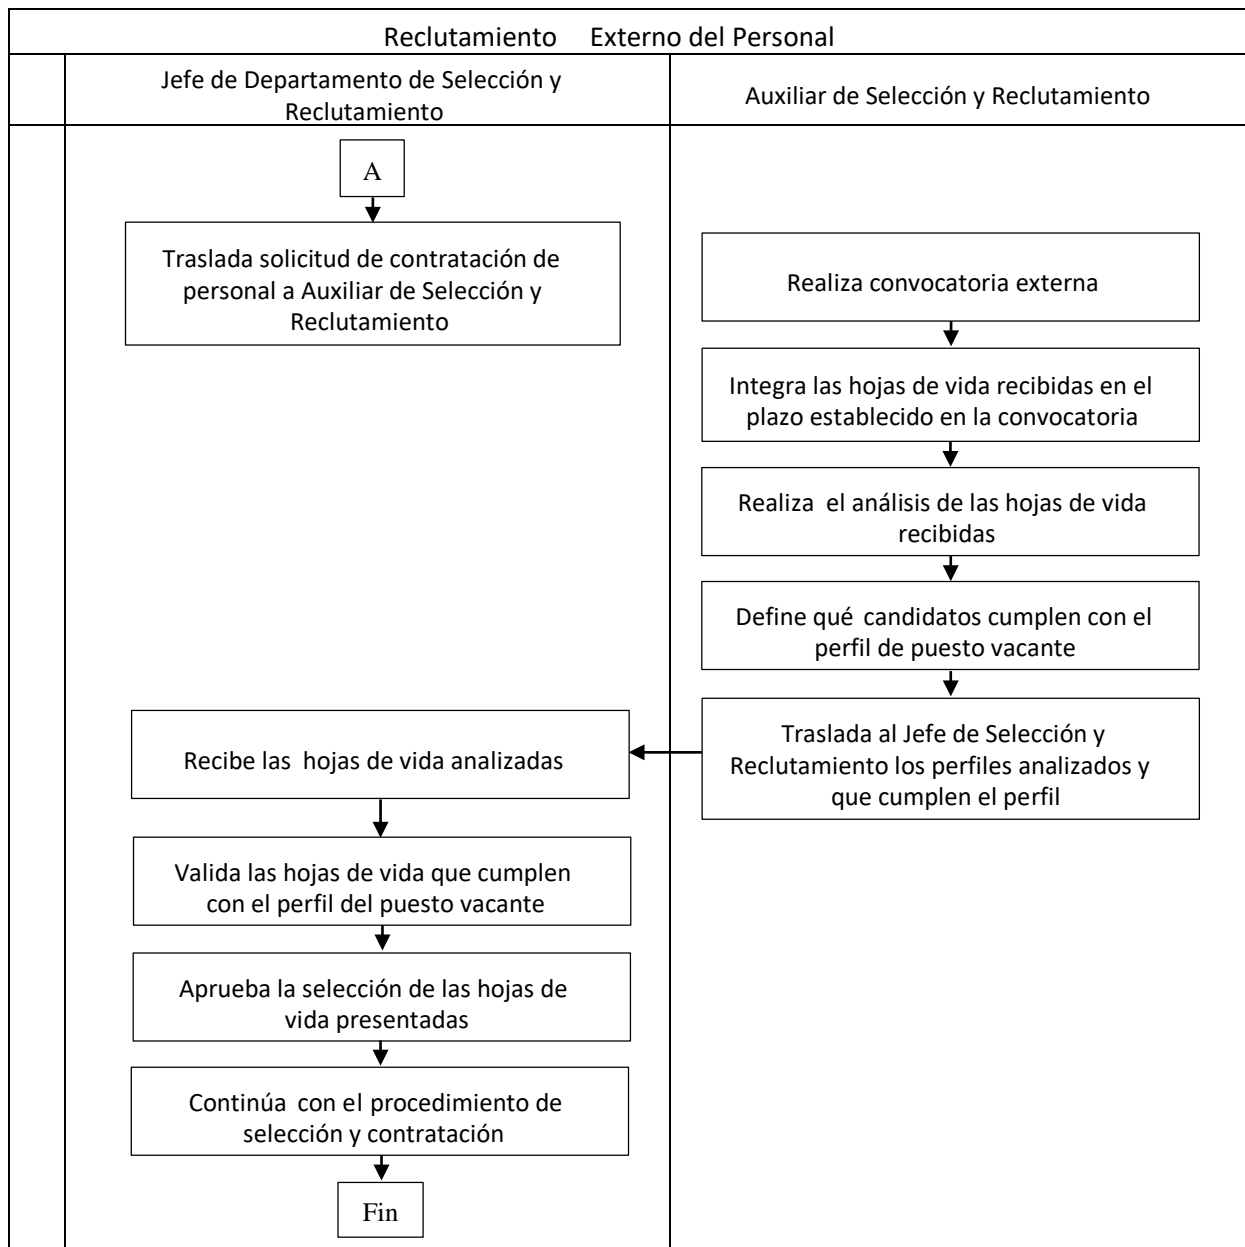 Reclutamiento Externo del Personal
Jefe de Departamento de Selección y
Reclutamiento
Auxiliar de Selección y Reclutamiento
A
Traslada solicitud de contratación de
personal a Auxiliar de Selección y
Reclutamiento
Realiza convocatoria externa
Integra las hojas de vida recibidas en el
plazo establecido en la convocatoria
Realiza el análisis de las hojas de vida
recibidas
Define qué candidatos cumplen con el
perfil de puesto vacante
Traslada al Jefe de Selección y
Reclutamiento los perfiles analizados y
que cumplen el perfil
Recibe las hojas de vida analizadas
Valida las hojas de vida que cumplen
con el perfil del puesto vacante
Aprueba la selección de las hojas de
vida presentadas
Continúa con el procedimiento de
selección y contratación
Fin